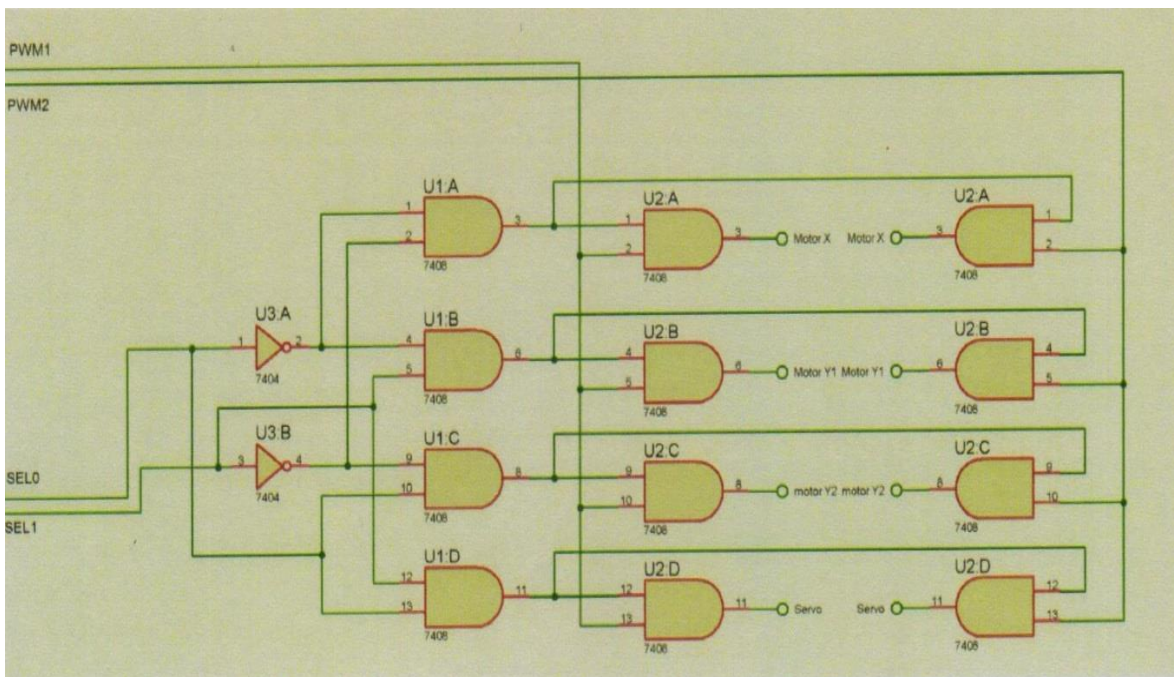 PWM1
PWM2
U1:A
1
2
3
7408
U2:A
1
2
3
7408
Motor X
Motor X
U2:A
3
1
2
7408
U3:A
1
2
7404
U1:B
4
5
6
7408
U2:B
4
5
6
7408
Motor Y1
Motor Y1
U2:B
6
4
5
7408
U3:B
3
4
7404
SEL0
SEL1
U1:C
9
10
8
7408
U2:C
9
10
8
7408
motor Y2
motor Y2
U2:C
8
9
10
7408
U1:D
12
13
11
7408
U2:D
12
13
11
7408
Servo
Servo
U2:D
11
12
13
7408